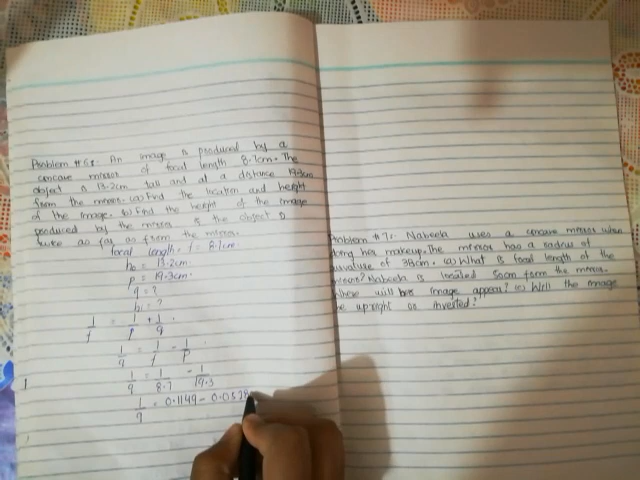 Problem # 6: An image is produced by a
concave mirror of focal length 8.7cm. The
object is 13.2cm tall and at a distance 19.3cm
from the mirror. (a) Find the location and height
of the image. (b) Find the height of the image
produced by the mirror if the object is
twice as far as from the mirror.
focal length = f = 8.7cm
ho = 13.2cm
p = 19.3cm.
q = ?
hi = ?
1/f = 1/p + 1/q.
1/q = 1/f - 1/p.
1/q = 1/8.7 - 1/19.3
1/q = 0.1149 - 0.0518
Problem # 7: Nabeela uses a concave mirror when
doing her makeup. The mirror has a radius of
curvature of 38cm. (a) What is focal length of the
mirror? Nabeela is located 50cm form the mirror.
where will her image appear? (c) Will the image
be upright or inverted?